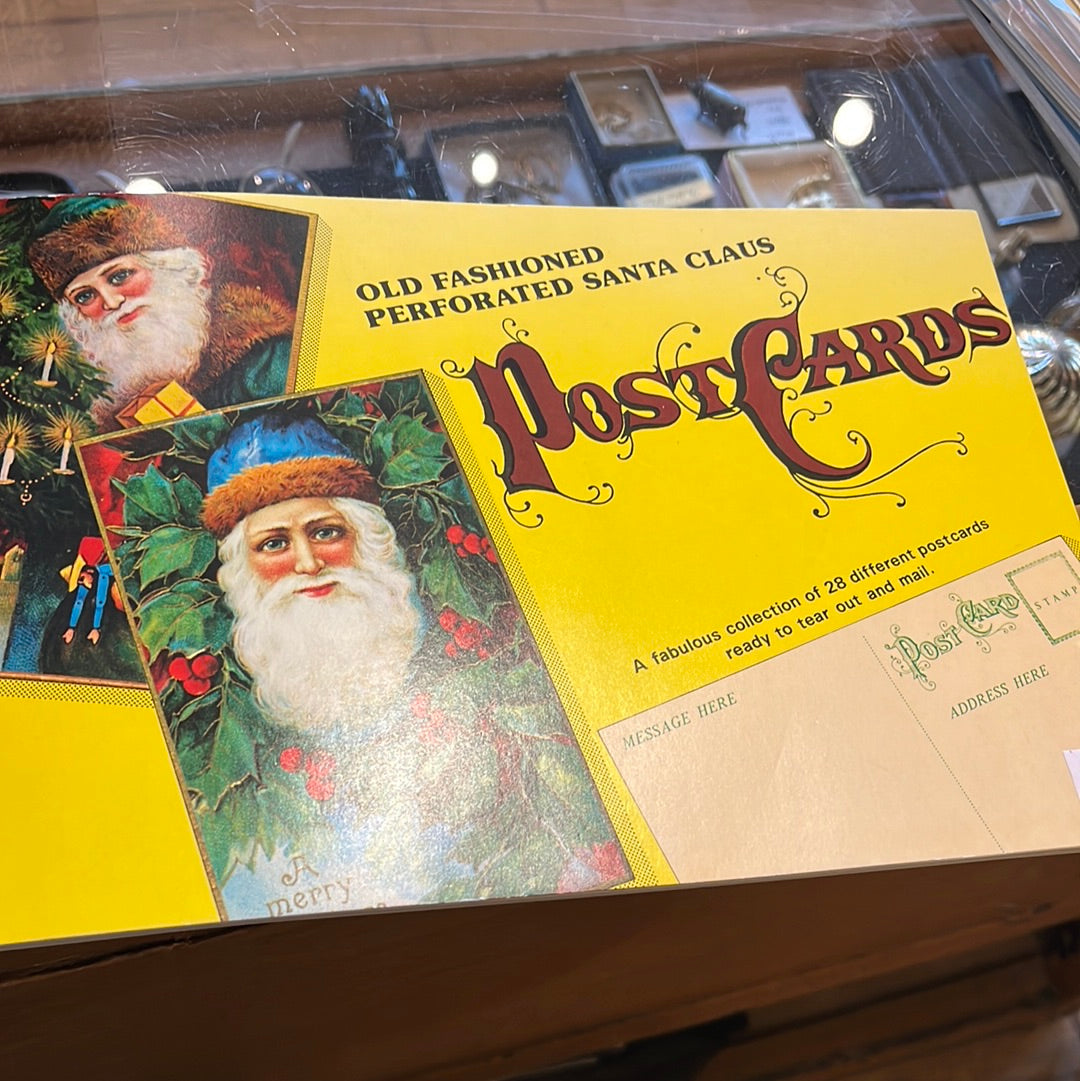 OLD FASHIONED
PERFORATED SANTA CLAUS
POSTCARDS
A fabulous collection of 28 different postcards
ready to tear out and mail.
POST CARD
STAMP
MESSAGE HERE
ADDRESS HERE
A
merry